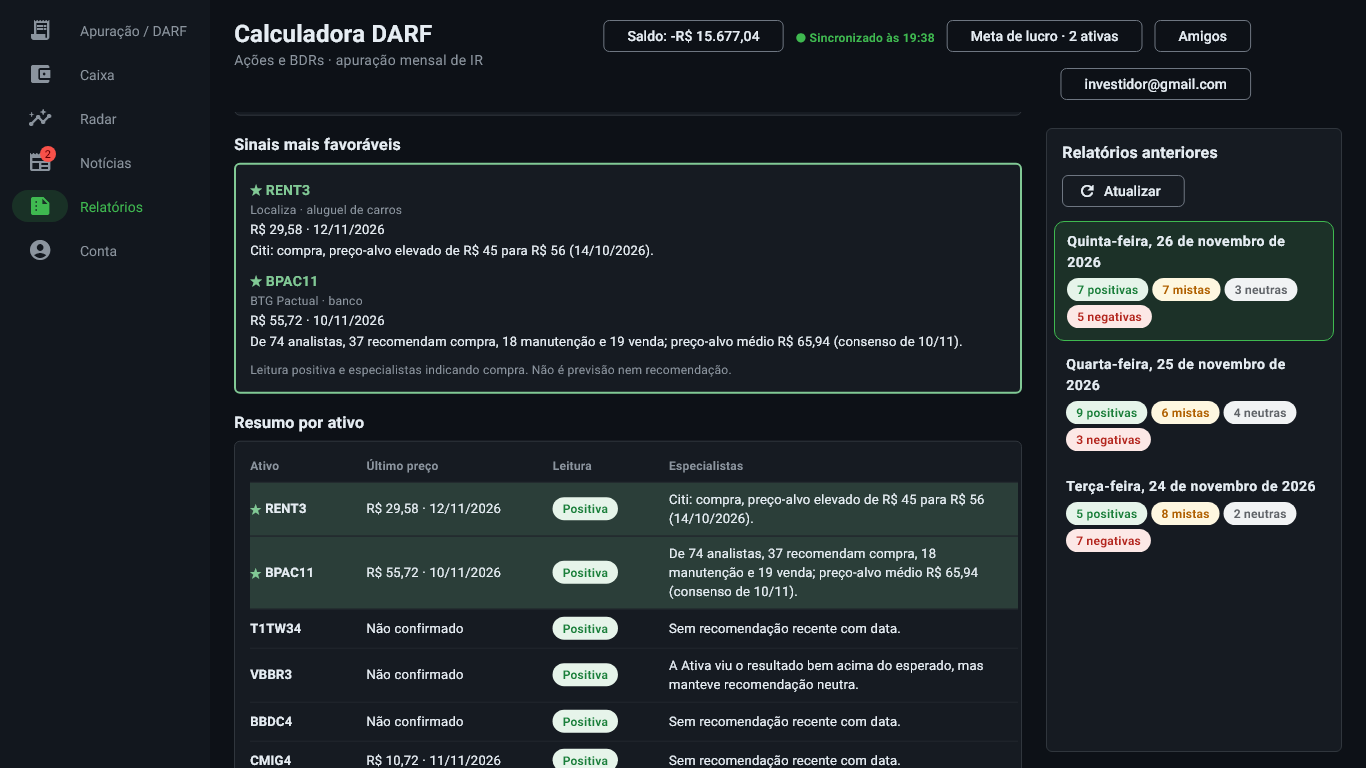 Apuração / DARF
Caixa
Radar
2
Notícias
Relatórios
Conta
Calculadora DARF
Ações e BDRs · apuração mensal de IR
Saldo: -R$ 15.677,04
Sincronizado às 19:38
Meta de lucro · 2 ativas
Amigos
investidor@gmail.com
Sinais mais favoráveis
★ RENT3
Localiza · aluguel de carros
R$ 29,58 · 12/11/2026
Citi: compra, preço-alvo elevado de R$ 45 para R$ 56 (14/10/2026).
★ BPAC11
BTG Pactual · banco
R$ 55,72 · 10/11/2026
De 74 analistas, 37 recomendam compra, 18 manutenção e 19 venda; preço-alvo médio R$ 65,94 (consenso de 10/11).
Leitura positiva e especialistas indicando compra. Não é previsão nem recomendação.
Resumo por ativo
Ativo Último preço Leitura Especialistas
★ RENT3 R$ 29,58 · 12/11/2026 Positiva Citi: compra, preço-alvo elevado de R$ 45 para R$ 56
(14/10/2026).
★ BPAC11 R$ 55,72 · 10/11/2026 Positiva De 74 analistas, 37 recomendam compra, 18
manutenção e 19 venda; preço-alvo médio R$ 65,94
(consenso de 10/11).
T1TW34 Não confirmado Positiva Sem recomendação recente com data.
VBBR3 Não confirmado Positiva A Ativa viu o resultado bem acima do esperado, mas
manteve recomendação neutra.
BBDC4 Não confirmado Positiva Sem recomendação recente com data.
CMIG4 R$ 10,72 · 11/11/2026 Positiva Sem recomendação recente com data.
Relatórios anteriores
Atualizar
Quinta-feira, 26 de novembro de
2026
7 positivas 7 mistas 3 neutras
5 negativas
Quarta-feira, 25 de novembro de
2026
9 positivas 6 mistas 4 neutras
3 negativas
Terça-feira, 24 de novembro de 2026
5 positivas 8 mistas 2 neutras
7 negativas